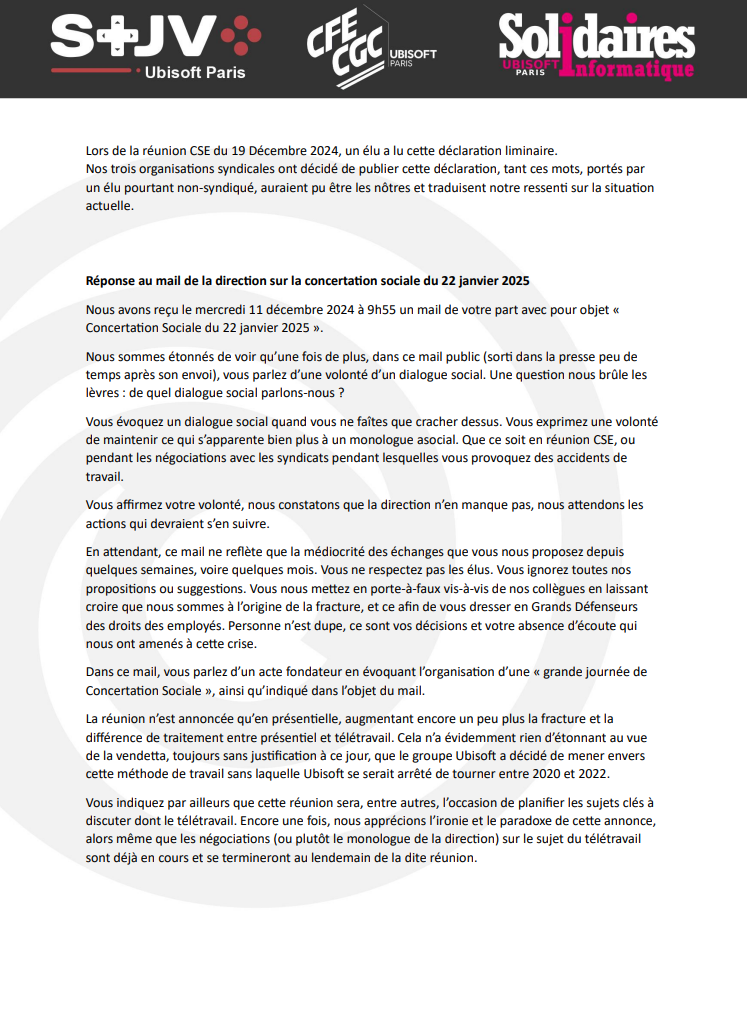 S+JV
Ubisoft Paris
CFE
CGC
UBISOFT
PARIS
Solidaires
UBISOFT
PARIS
Informatique
Lors de la réunion CSE du 19 Décembre 2024, un élu a lu cette déclaration liminaire.
Nos trois organisations syndicales ont décidé de publier cette déclaration, tant ces mots, portés par
un élu pourtant non-syndiqué, auraient pu être les nôtres et traduisent notre ressenti sur la situation
actuelle.
Réponse au mail de la direction sur la concertation sociale du 22 janvier 2025
Nous avons reçu le mercredi 11 décembre 2024 à 9h55 un mail de votre part avec pour objet «
Concertation Sociale du 22 janvier 2025 ».
Nous sommes étonnés de voir qu’une fois de plus, dans ce mail public (sorti dans la presse peu de
temps après son envoi), vous parlez d’une volonté d’un dialogue social. Une question nous brûle les
lèvres : de quel dialogue social parlons-nous ?
Vous évoquez un dialogue social quand vous ne faîtes que cracher dessus. Vous exprimez une volonté
de maintenir ce qui s’apparente bien plus à un monologue asocial. Que ce soit en réunion CSE, ou
pendant les négociations avec les syndicats pendant lesquelles vous provoquez des accidents de
travail.
Vous affirmez votre volonté, nous constatons que la direction n’en manque pas, nous attendons les
actions qui devraient s’en suivre.
En attendant, ce mail ne reflète que la médiocrité des échanges que vous nous proposez depuis
quelques semaines, voire quelques mois. Vous ne respectez pas les élus. Vous ignorez toutes nos
propositions ou suggestions. Vous nous mettez en porte-à-faux vis-à-vis de nos collègues en laissant
croire que nous sommes à l’origine de la fracture, et ce afin de vous dresser en Grands Défenseurs
des droits des employés. Personne n’est dupe, ce sont vos décisions et votre absence d’écoute qui
nous ont amenés à cette crise.
Dans ce mail, vous parlez d’un acte fondateur en évoquant l’organisation d’une « grande journée de
Concertation Sociale », ainsi qu’indiqué dans l’objet du mail.
La réunion n’est annoncée qu’en présentielle, augmentant encore un peu plus la fracture et la
différence de traitement entre présentiel et télétravail. Cela n’a évidemment rien d’étonnant au vue
de la vendetta, toujours sans justification à ce jour, que le groupe Ubisoft a décidé de mener envers
cette méthode de travail sans laquelle Ubisoft se serait arrêté de tourner entre 2020 et 2022.
Vous indiquez par ailleurs que cette réunion sera, entre autres, l’occasion de planifier les sujets clés à
discuter dont le télétravail. Encore une fois, nous apprécions l’ironie et le paradoxe de cette annonce,
alors même que les négociations (ou plutôt le monologue de la direction) sur le sujet du télétravail
sont déjà en cours et se termineront au lendemain de la dite réunion.